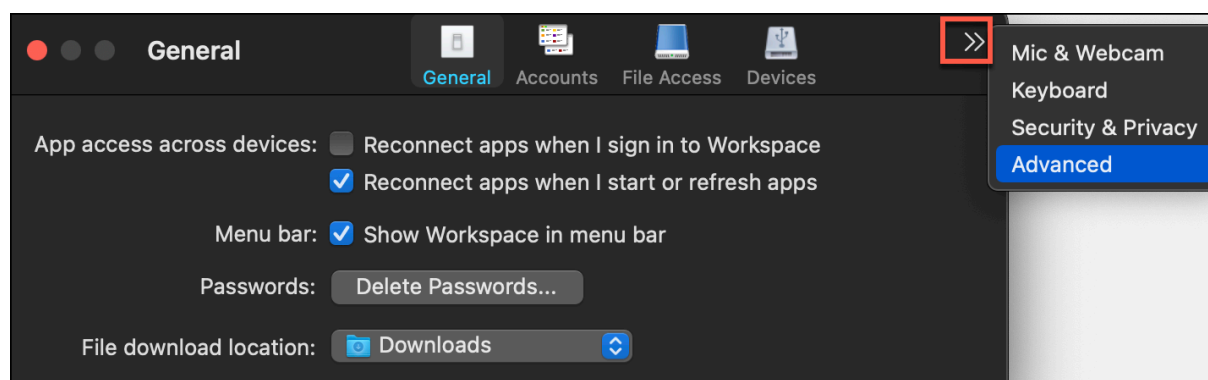 General
General Accounts File Access Devices
Mic & Webcam
Keyboard
Security & Privacy
Advanced
App access across devices: Reconnect apps when I sign in to Workspace
Reconnect apps when I start or refresh apps
Menu bar: Show Workspace in menu bar
Passwords: Delete Passwords...
File download location: Downloads